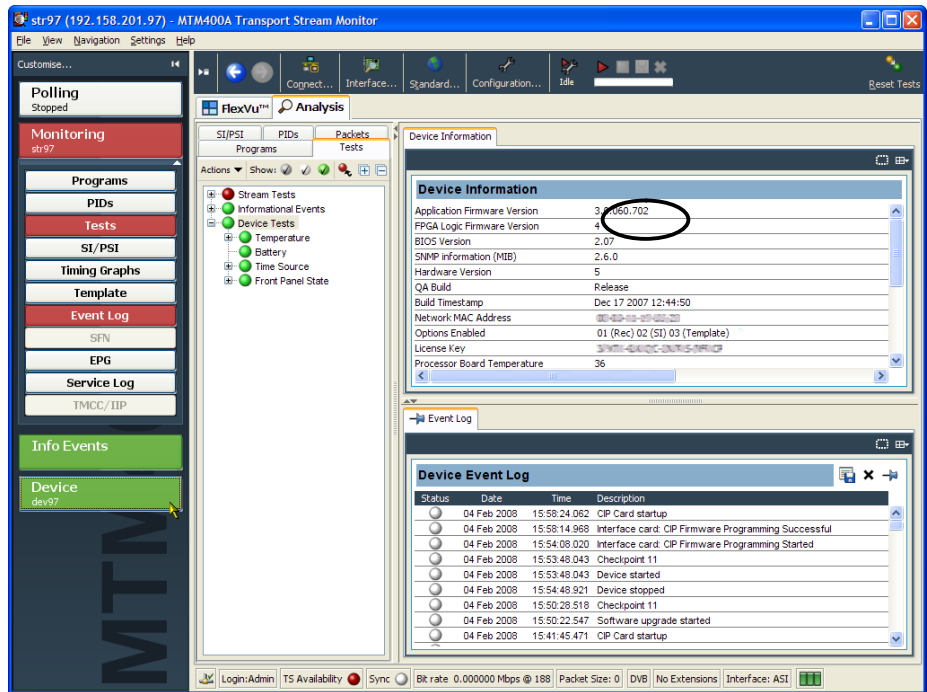 str97 (192.158.201.97) - MTM400A Transport Stream Monitor
File View Navigation Settings Help
Customise...
Polling
Stopped
Monitoring
str97
Programs
PIDs
Tests
SI/PSI
Timing Graphs
Template
Event Log
SFN
EPG
Service Log
TMCC/IIP
Info Events
Device
dev97
MTM
Connect... Interface... Standard... Configuration... Idle Reset Tests
FlexVu™ Analysis
SI/PSI PIDs Packets
Programs Tests
Actions Show:
Stream Tests
Informational Events
Device Tests
Temperature
Battery
Time Source
Front Panel State
Device Information
Device Information
Application Firmware Version 3.0.060.702
FPGA Logic Firmware Version 4
BIOS Version 2.07
SNMP information (MIB) 2.6.0
Hardware Version 5
QA Build Release
Build Timestamp Dec 17 2007 12:44:50
Network MAC Address
Options Enabled 01 (Rec) 02 (SI) 03 (Template)
License Key
Processor Board Temperature 36
Event Log
Device Event Log
Status Date Time Description
04 Feb 2008 15:58:24.062 CIP Card startup
04 Feb 2008 15:58:14.968 Interface card: CIP Firmware Programming Successful
04 Feb 2008 15:54:08.020 Interface card: CIP Firmware Programming Started
04 Feb 2008 15:53:48.043 Checkpoint 11
04 Feb 2008 15:53:48.043 Device started
04 Feb 2008 15:54:48.921 Device stopped
04 Feb 2008 15:50:28.518 Checkpoint 11
04 Feb 2008 15:50:22.547 Software upgrade started
04 Feb 2008 15:41:45.471 CIP Card startup
Login:Admin TS Availability Sync Bit rate 0.000000 Mbps @ 188 Packet Size: 0 DVB No Extensions Interface: ASI